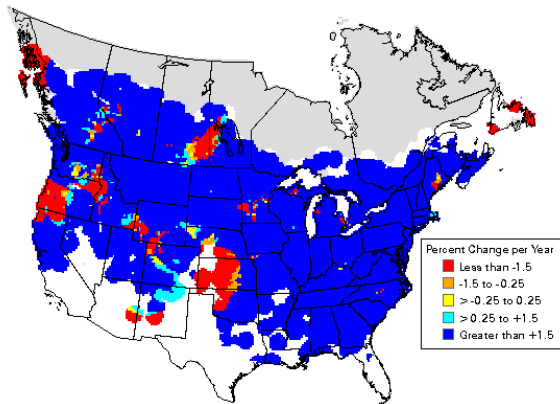 Percent Change per Year
Less than -1.5
-1.5 to -0.25
> -0.25 to 0.25
> 0.25 to +1.5
Greater than +1.5